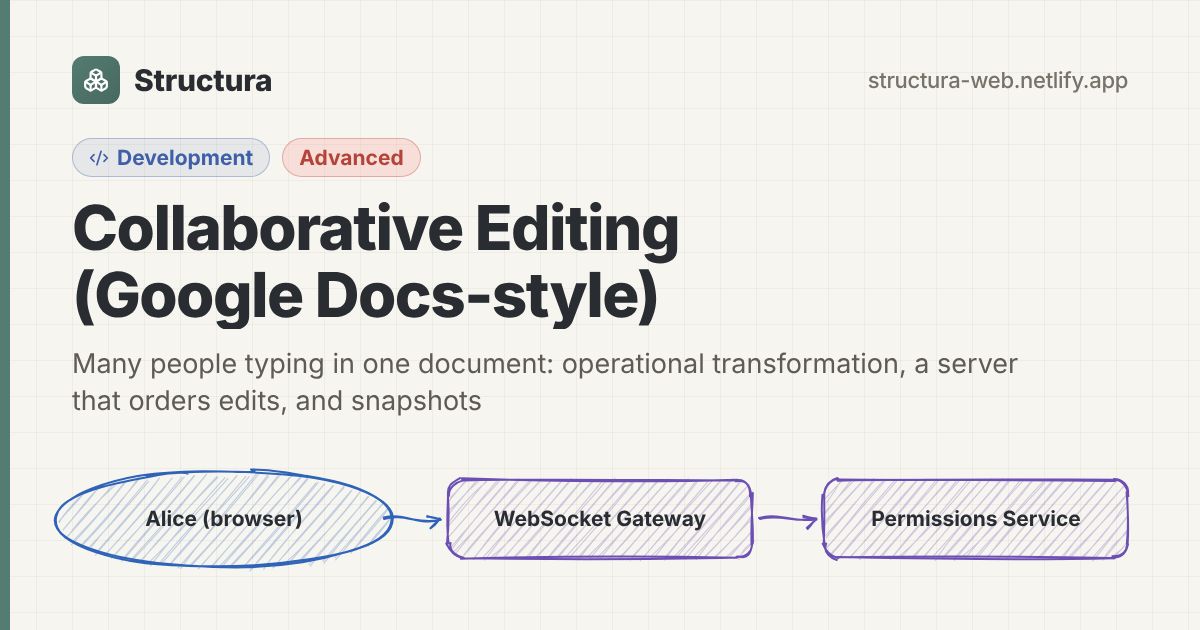 Structura
structura-web.netlify.app
Development
Advanced
Collaborative Editing
(Google Docs-style)
Many people typing in one document: operational transformation, a server
that orders edits, and snapshots
Alice (browser)
WebSocket Gateway
Permissions Service